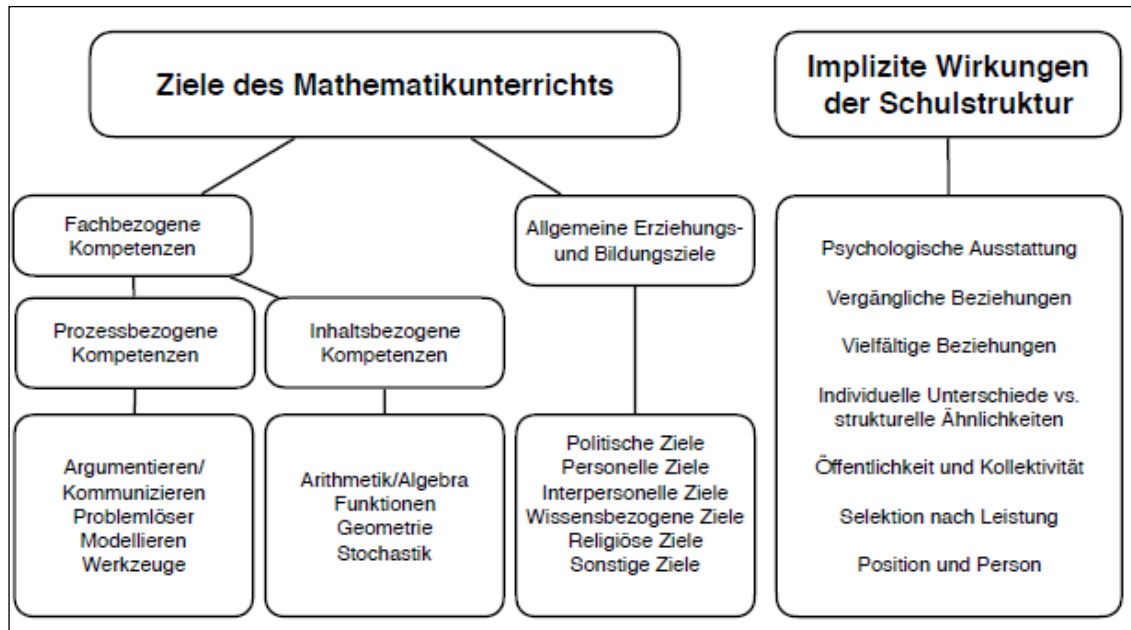 Ziele des Mathematikunterrichts
Implizite Wirkungen
der Schulstruktur
Fachbezogene
Kompetenzen
Allgemeine Erziehungs-
und Bildungsziele
Prozessbezogene
Kompetenzen
Inhaltsbezogene
Kompetenzen
Argumentieren/
Kommunizieren
Problemlöser
Modellieren
Werkzeuge
Arithmetik/Algebra
Funktionen
Geometrie
Stochastik
Politische Ziele
Personelle Ziele
Interpersonelle Ziele
Wissensbezogene Ziele
Religiöse Ziele
Sonstige Ziele
Psychologische Ausstattung
Vergängliche Beziehungen
Vielfältige Beziehungen
Individuelle Unterschiede vs.
strukturelle Ähnlichkeiten
Öffentlichkeit und Kollektivität
Selektion nach Leistung
Position und Person